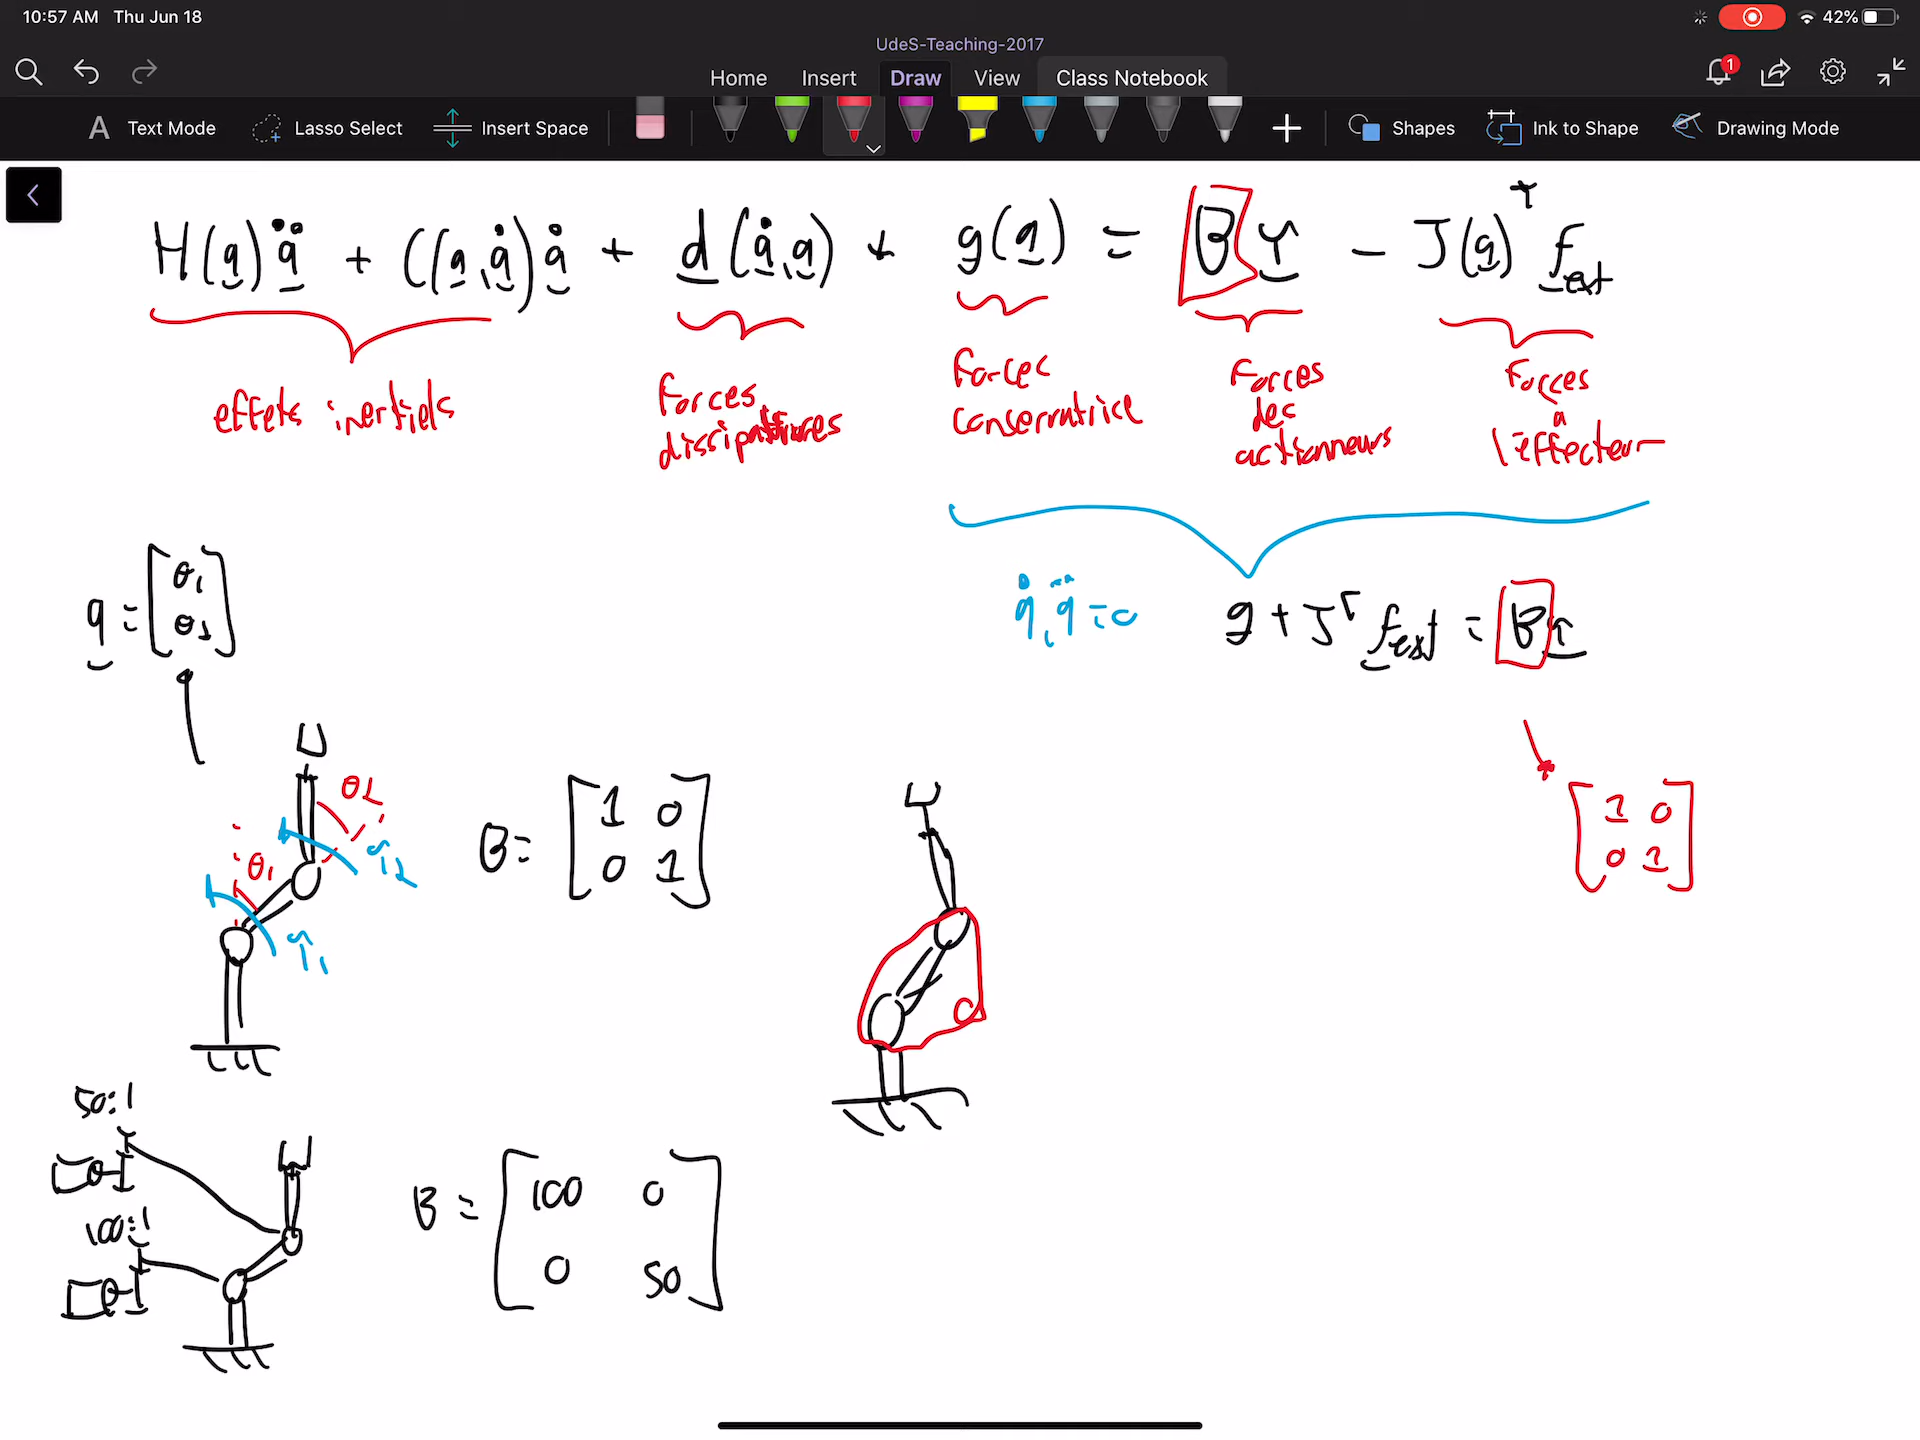 10:57 AM Thu Jun 18
42%
UdeS-Teaching-2017
Home Insert Draw View Class Notebook
1
Text Mode Lasso Select Insert Space Shapes Ink to Shape Drawing Mode
H(q)q̈ + C(q,q̇)q̇ + d(q̇,q) + g(q) = Bτ − J(q)ᵀ f_ext
effets inertiels
Forces dissipatives
Forces conservatrice
Forces des actionneurs
Forces à l'effecteur
q = [θ₁ θ₂]
q̇, q̈ = 0
g + Jᵀ f_ext = Bτ
θ₂
θ₁
τ₂
τ₁
B = [1 0
0 1]
[1 0
0 1]
50:1
100:1
B = [100 0
0 50]